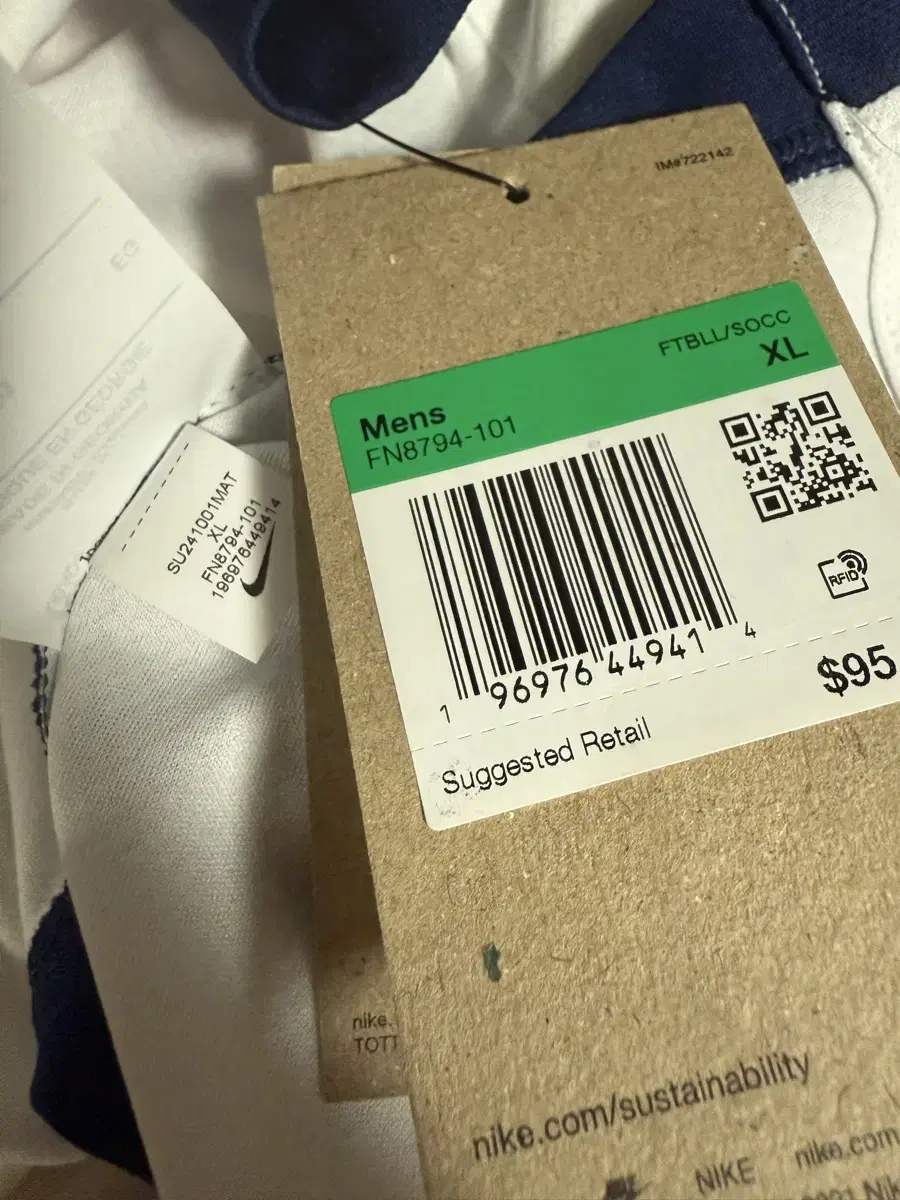 IM#722142
FTBLL/SOCC
XL
Mens
FN8794-101
RFID
1 96976 44941 4
$95
Suggested Retail
SU241001MAT
XL
FN8794-101
196976449414
nike.
TOTT
nike.com/sustainability
NIKE
nike.com